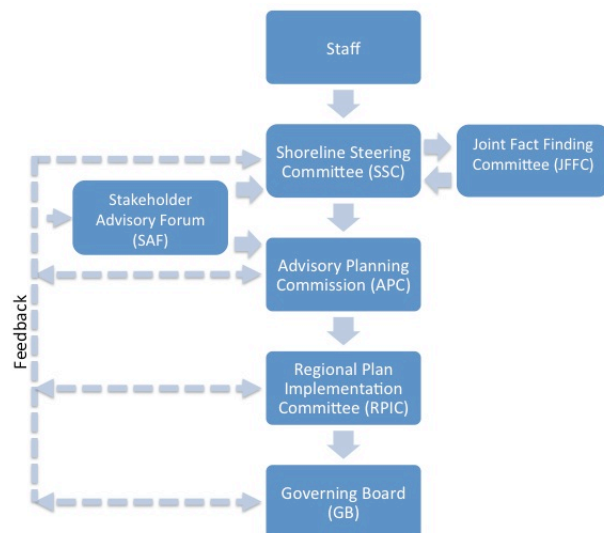 Staff
Shoreline Steering
Committee (SSC)
Joint Fact Finding
Committee (JFFC)
Stakeholder
Advisory Forum
(SAF)
Advisory Planning
Commission (APC)
Feedback
Regional Plan
Implementation
Committee (RPIC)
Governing Board
(GB)